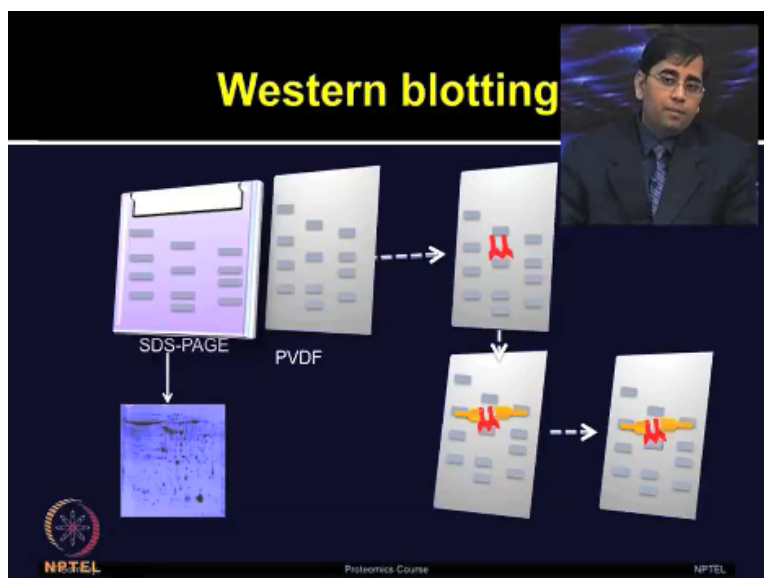 Western blotting
SDS-PAGE
PVDF
NPTEL
Proteomics Course
NPTEL